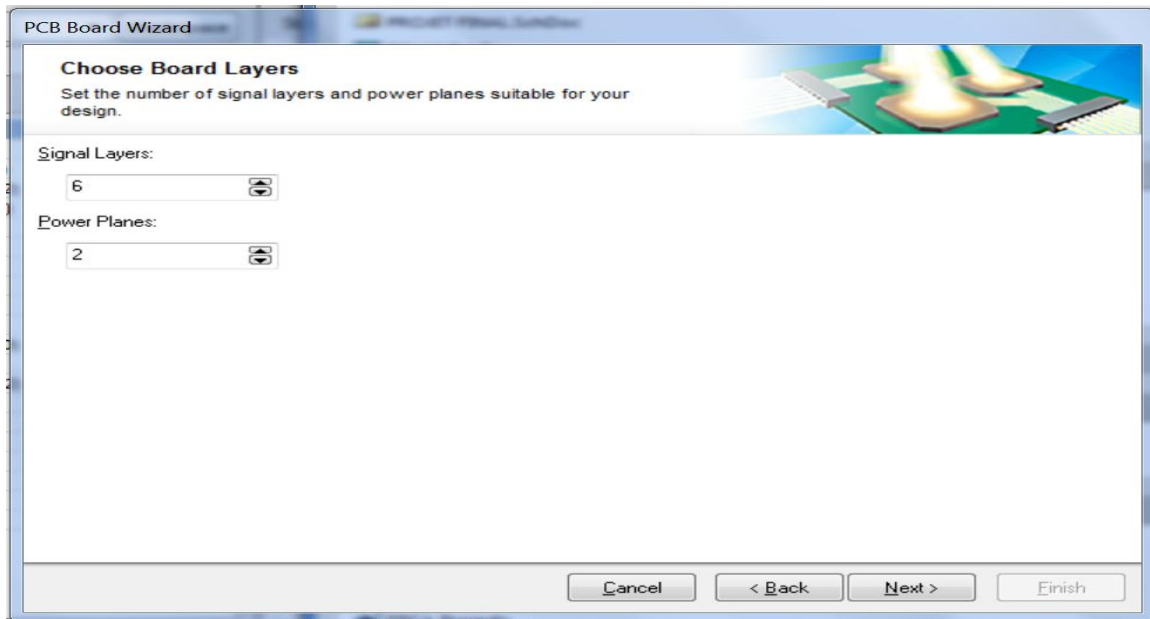 PCB Board Wizard
Choose Board Layers
Set the number of signal layers and power planes suitable for your
design.
Signal Layers:
6
Power Planes:
2
Cancel
< Back
Next >
Finish